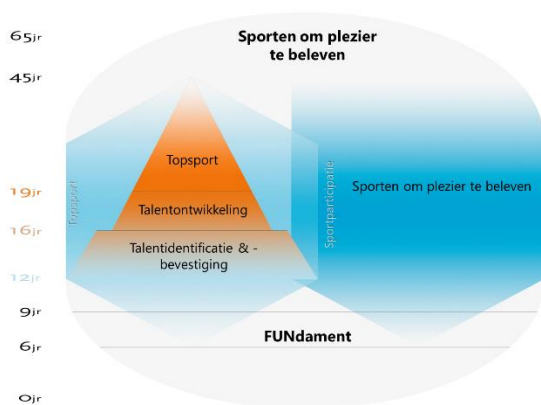 65jr
Sporten om plezier
te beleven
45jr
Topsport
19jr
Talentontwikkeling
Topsport
Sportparticipatie
Sporten om plezier te beleven
16jr
Talentidentificatie & -
bevestiging
12jr
9jr
FUNdament
6jr
0jr